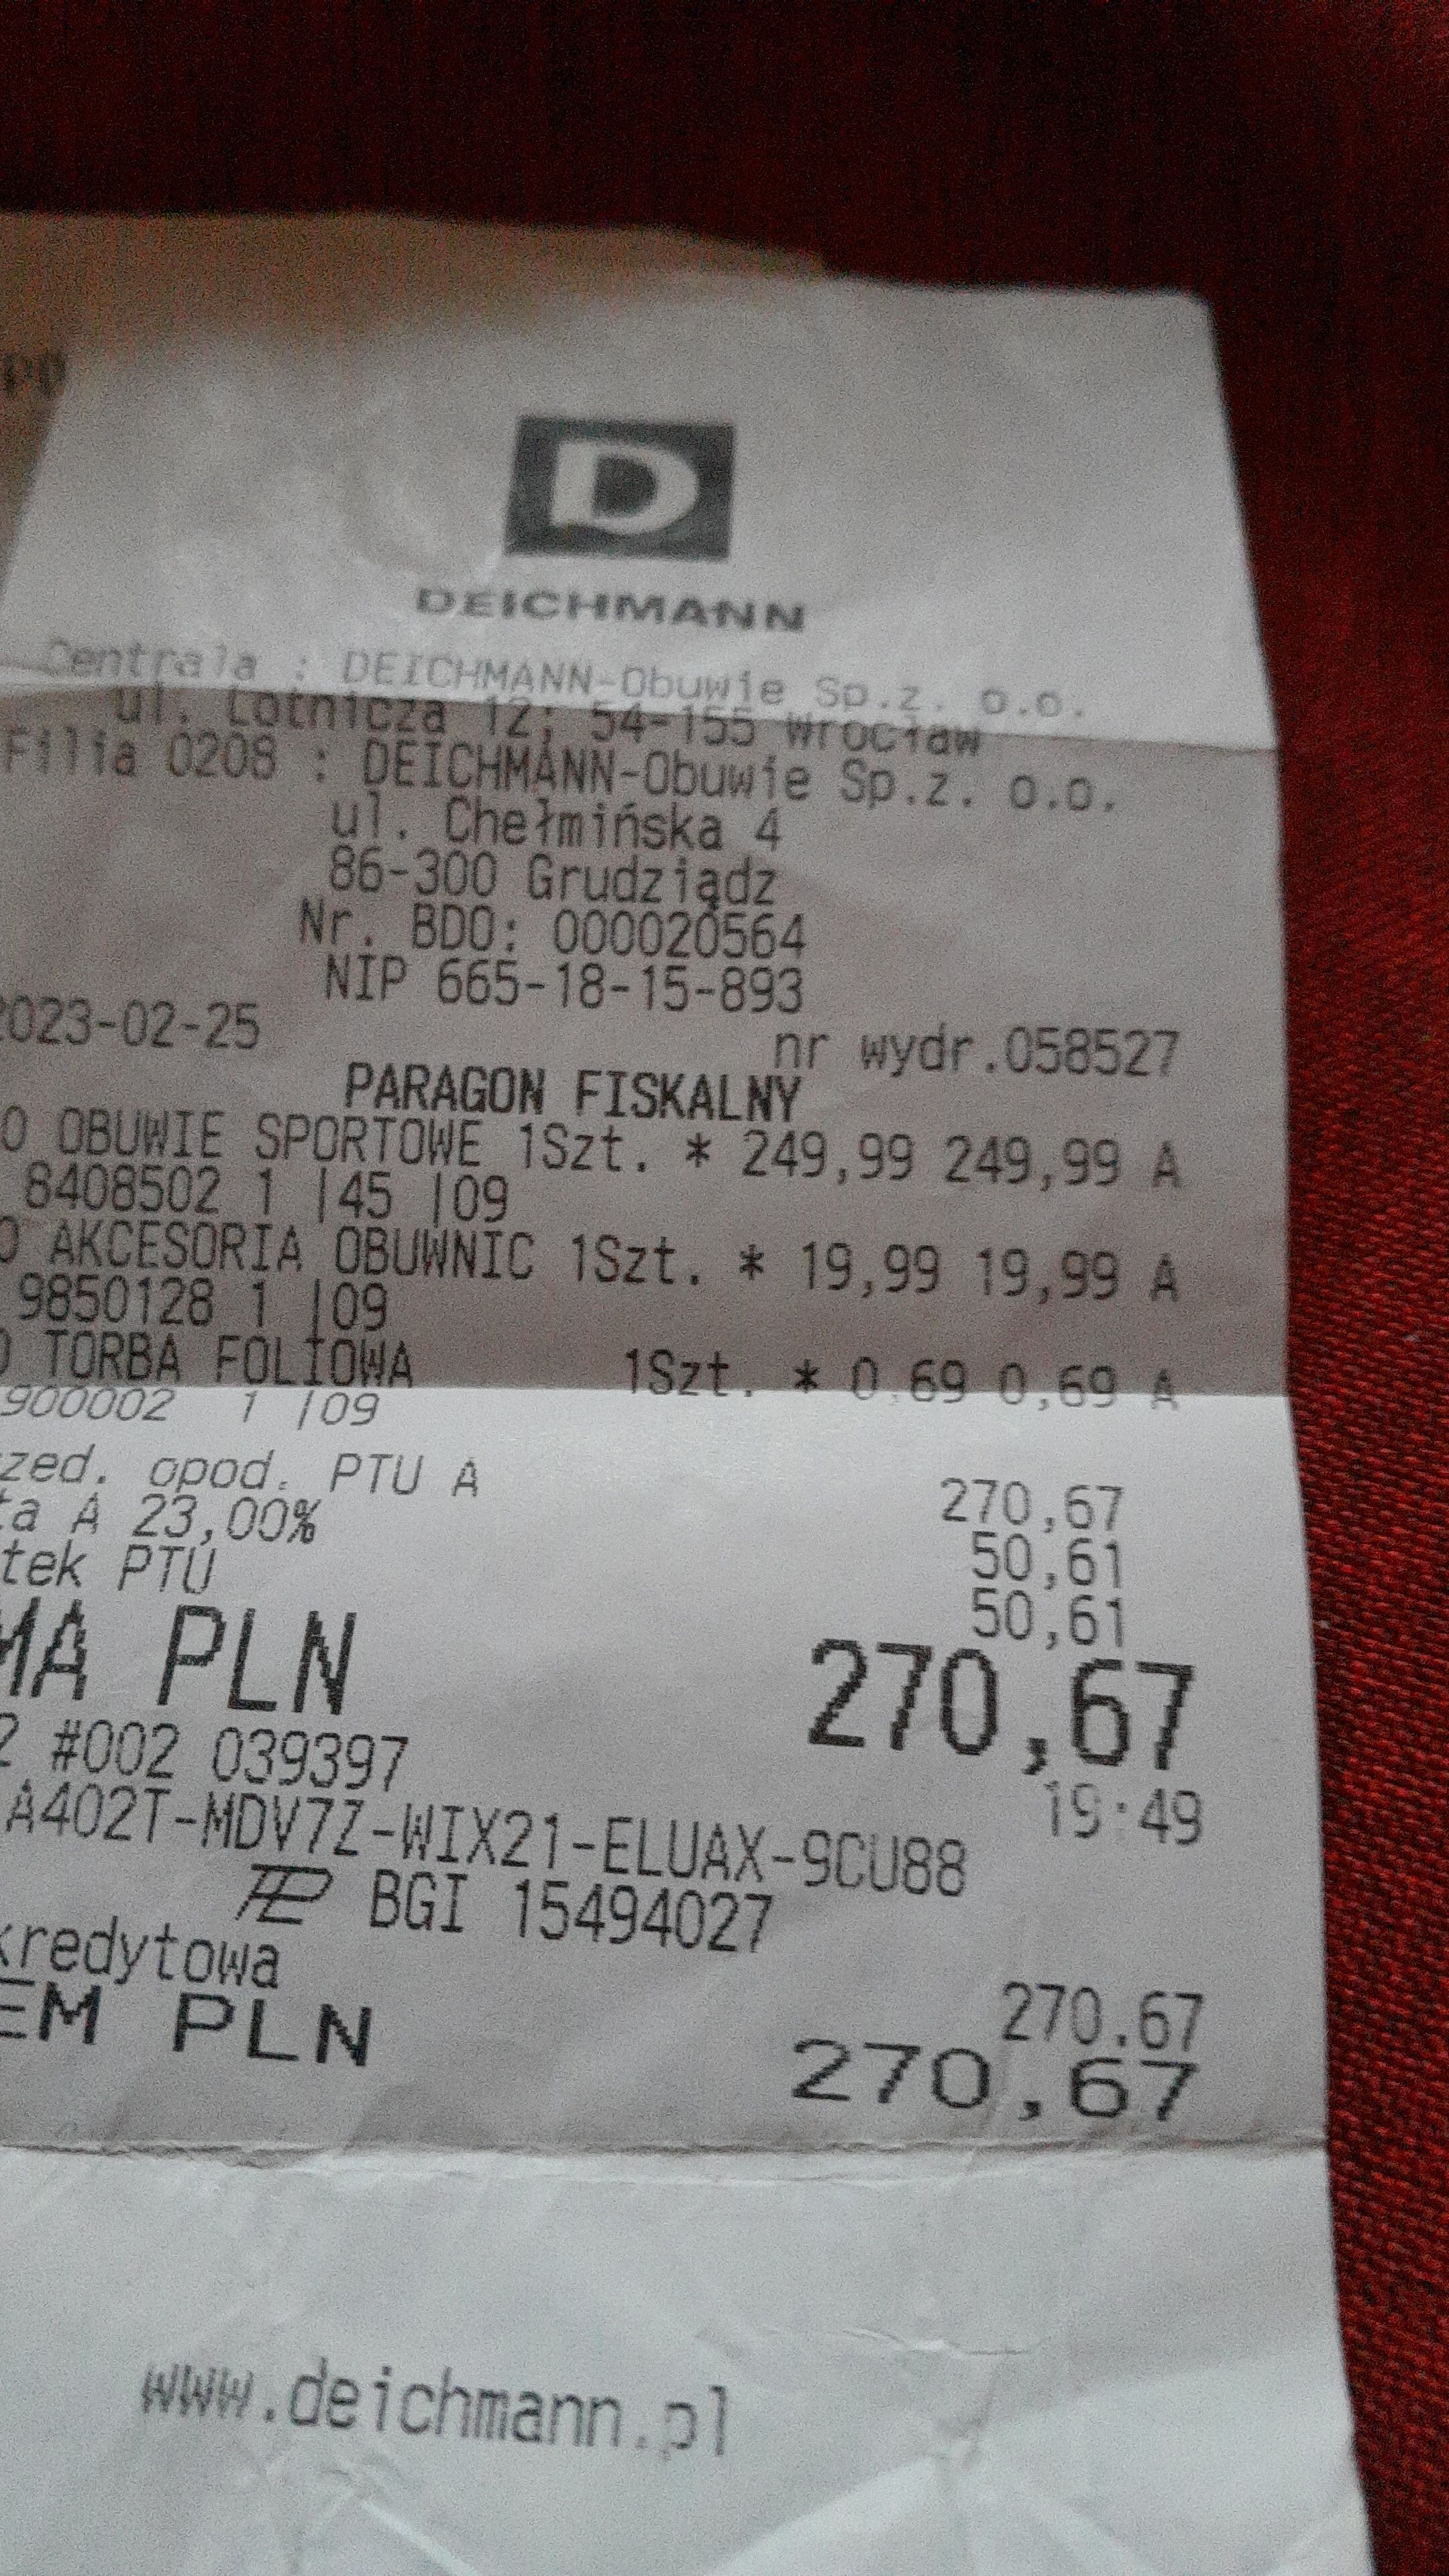 D
DEICHMANN
Centrala : DEICHMANN-Obuwie Sp.z. o.o.
ul. Lotnicza 12; 54-155 Wrocław
Filia 0208 : DEICHMANN-Obuwie Sp.z. o.o.
ul. Chełmińska 4
86-300 Grudziądz
Nr. BDO: 000020564
NIP 665-18-15-893
2023-02-25 nr wydr.058527
PARAGON FISKALNY
O OBUWIE SPORTOWE 1Szt. * 249,99 249,99 A
8408502 1 |45 |09
O AKCESORIA OBUWNIC 1Szt. * 19,99 19,99 A
9850128 1 |09
O TORBA FOLIOWA 1Szt. * 0,69 0,69 A
900002 1 |09
zed. opod. PTU A 270,67
ta A 23,00% 50,61
tek PTU 50,61
MA PLN 270,67
2 #002 039397 19:49
A402T-MDV7Z-WIX21-ELUAX-9CU88
BGI 15494027
kredytowa 270.67
EM PLN 270,67
www.deichmann.pl